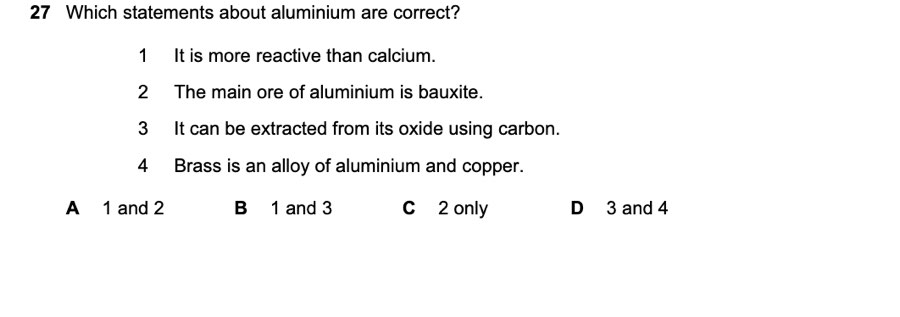 27 Which statements about aluminium are correct?
1 It is more reactive than calcium.
2 The main ore of aluminium is bauxite.
3 It can be extracted from its oxide using carbon.
4 Brass is an alloy of aluminium and copper.
A 1 and 2 B 1 and 3 C 2 only D 3 and 4